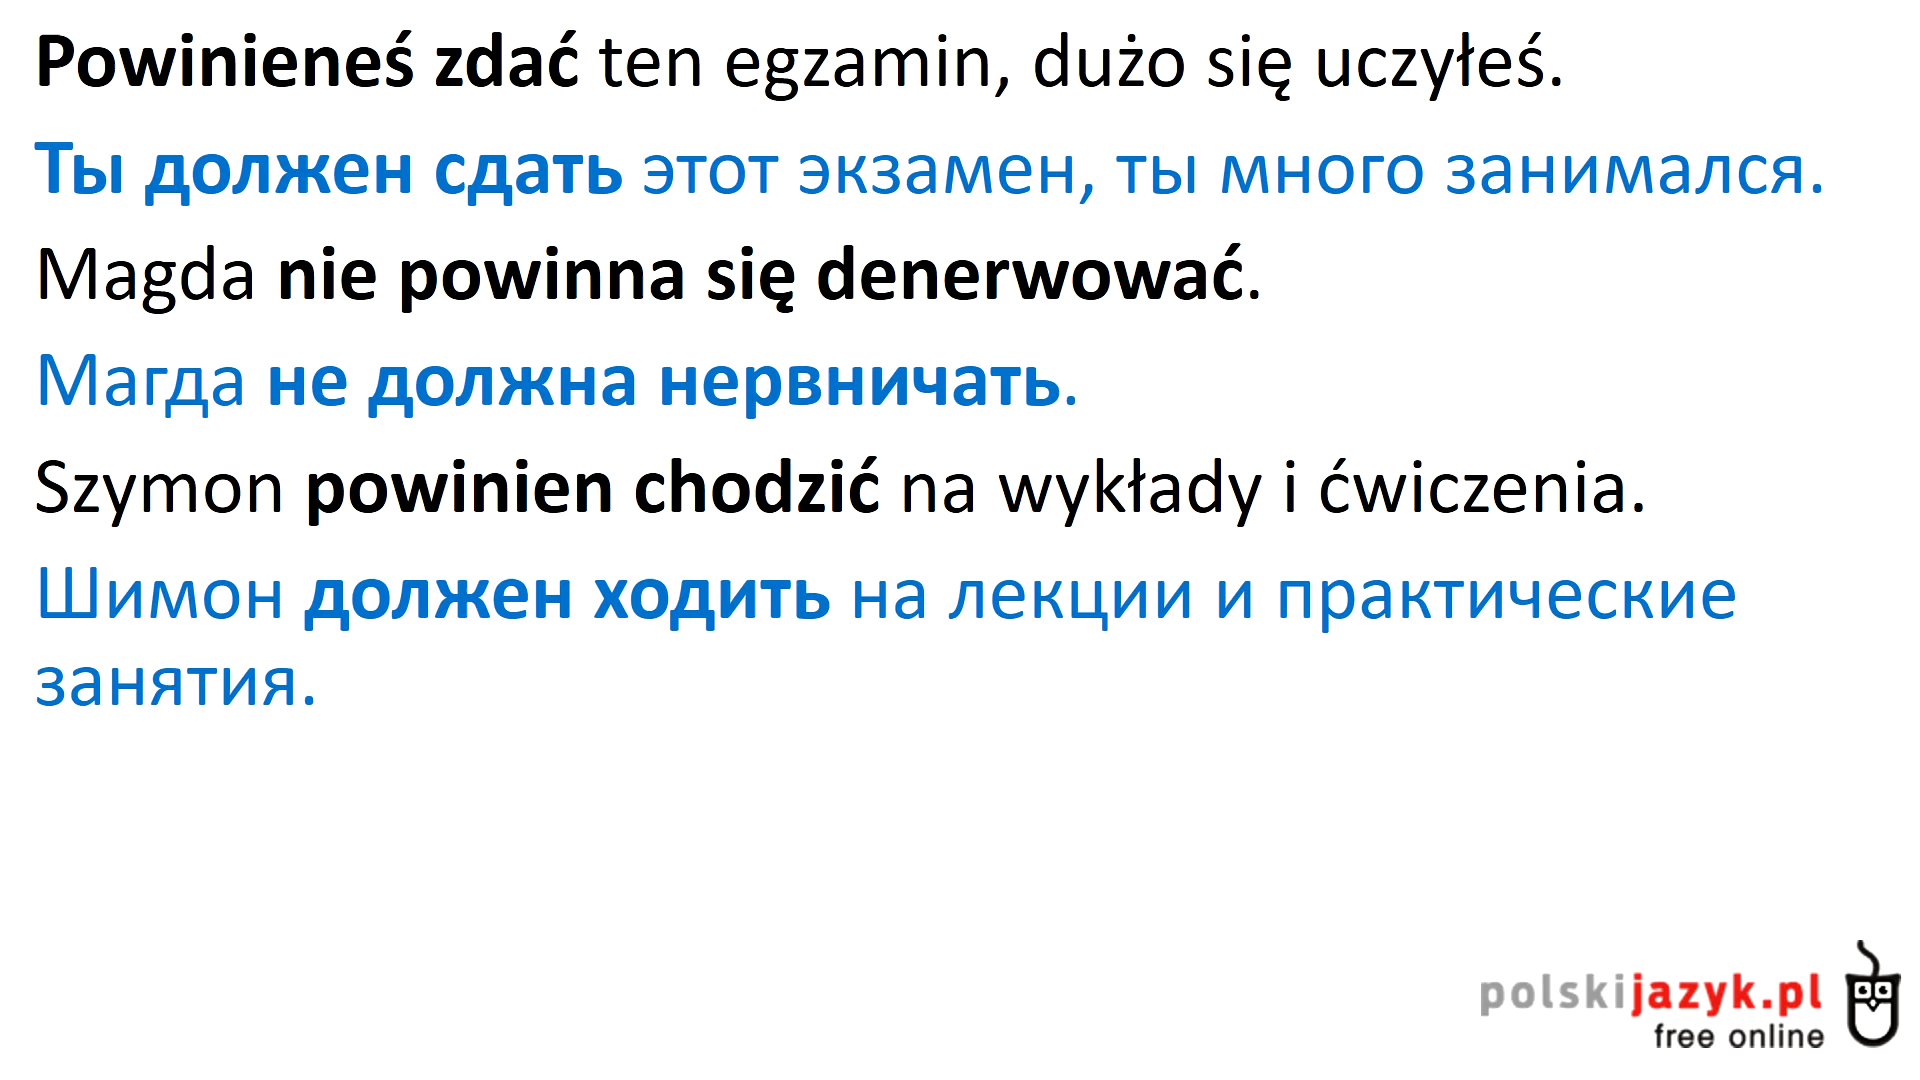 Powinieneś zdać ten egzamin, dużo się uczyłeś.
Ты должен сдать этот экзамен, ты много занимался.
Magda nie powinna się denerwować.
Магда не должна нервничать.
Szymon powinien chodzić na wykłady i ćwiczenia.
Шимон должен ходить на лекции и практические
занятия.
polskijazyk.pl
free online